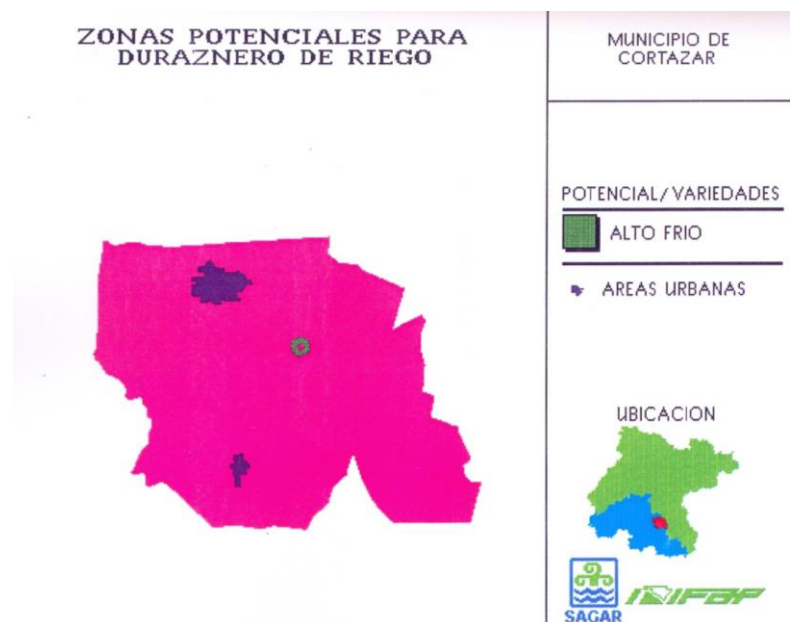 ZONAS POTENCIALES PARA
DURAZNERO DE RIEGO
MUNICIPIO DE
CORTAZAR
POTENCIAL/VARIEDADES
ALTO FRIO
AREAS URBANAS
UBICACION
SAGAR
INIFAP